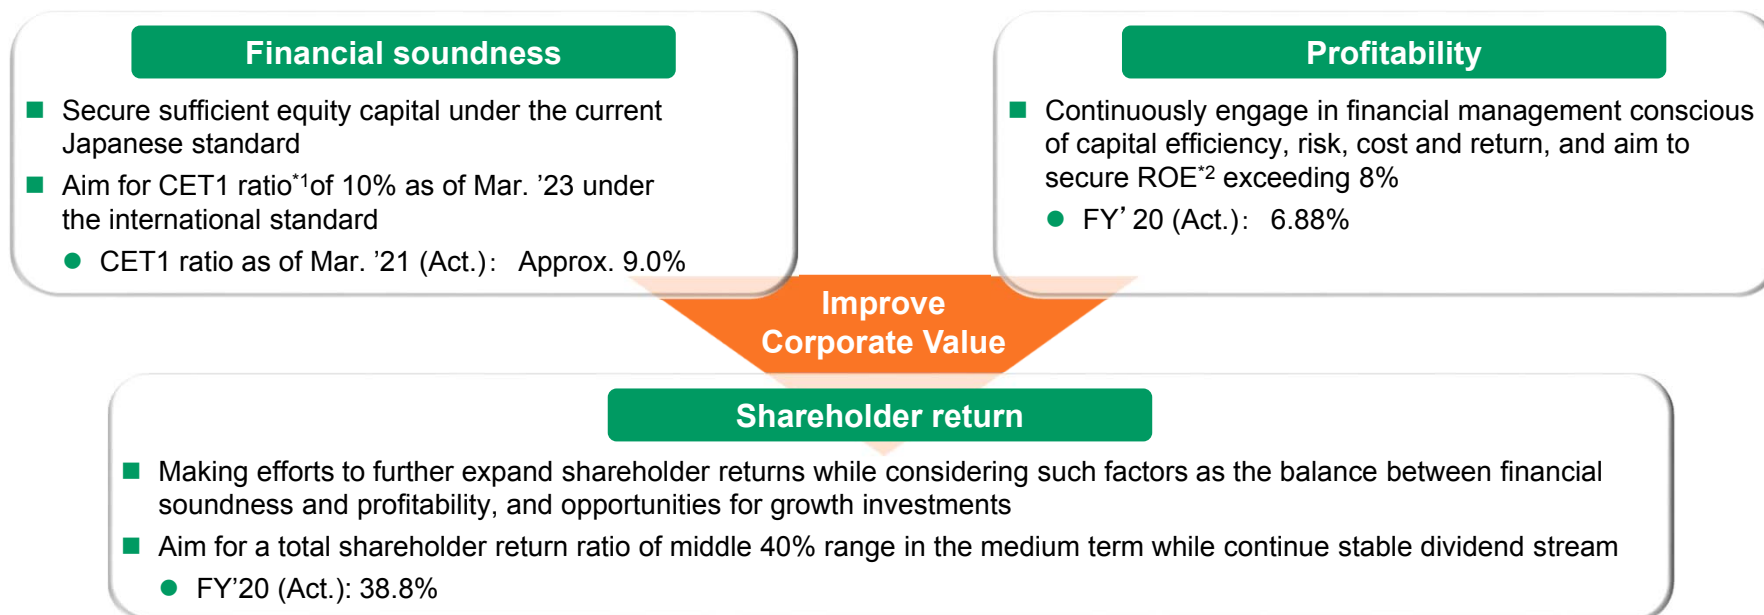 Financial soundness
■ Secure sufficient equity capital under the current
Japanese standard
■ Aim for CET1 ratio*1of 10% as of Mar. '23 under
the international standard
● CET1 ratio as of Mar. '21 (Act.): Approx. 9.0%
Profitability
■ Continuously engage in financial management conscious
of capital efficiency, risk, cost and return, and aim to
secure ROE*2 exceeding 8%
● FY' 20 (Act.): 6.88%
Improve
Corporate Value
Shareholder return
■ Making efforts to further expand shareholder returns while considering such factors as the balance between financial
soundness and profitability, and opportunities for growth investments
■ Aim for a total shareholder return ratio of middle 40% range in the medium term while continue stable dividend stream
● FY'20 (Act.): 38.8%